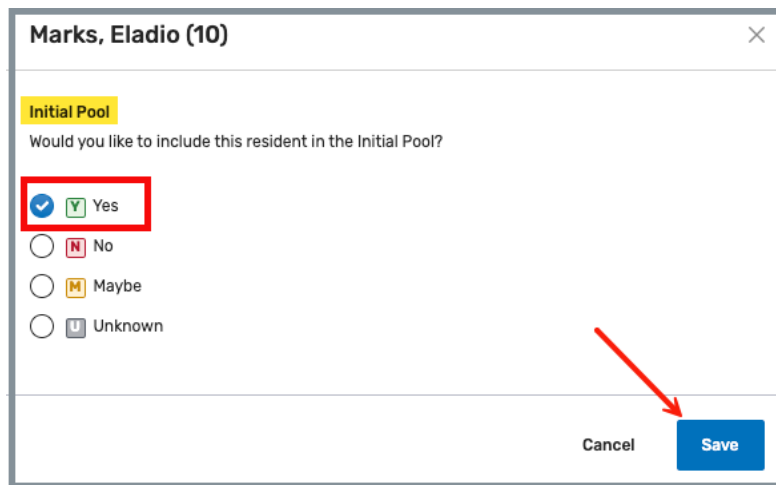 Marks, Eladio (10)
Initial Pool
Would you like to include this resident in the Initial Pool?
Y Yes
N No
M Maybe
U Unknown
Cancel Save